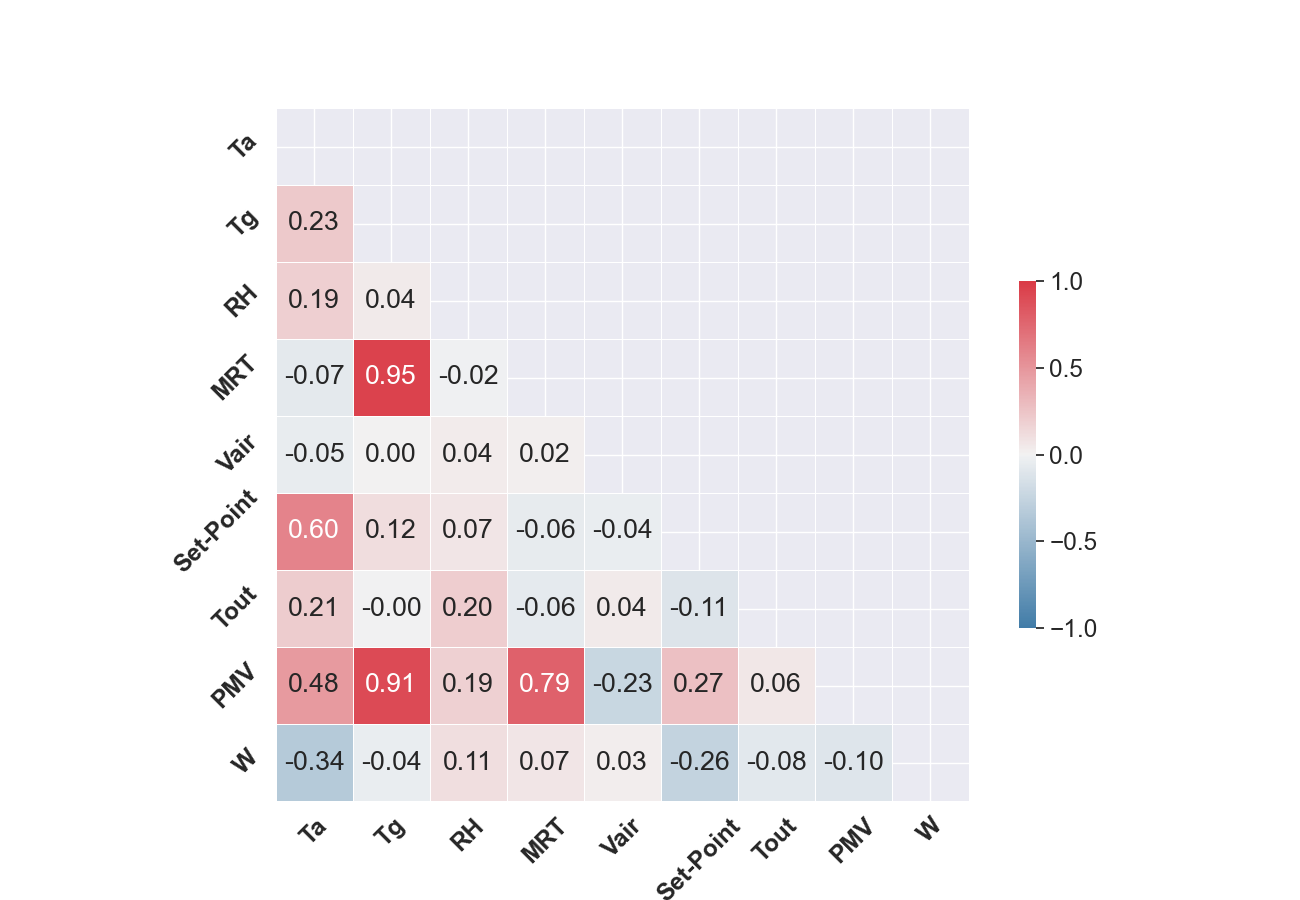 Ta
Tg 0.23
RH 0.19 0.04
MRT -0.07 0.95 -0.02
Vair -0.05 0.00 0.04 0.02
Set-Point 0.60 0.12 0.07 -0.06 -0.04
Tout 0.21 -0.00 0.20 -0.06 0.04 -0.11
PMV 0.48 0.91 0.19 0.79 -0.23 0.27 0.06
W -0.34 -0.04 0.11 0.07 0.03 -0.26 -0.08 -0.10
Ta Tg RH MRT Vair Set-Point Tout PMV W
1.0
0.5
0.0
−0.5
−1.0